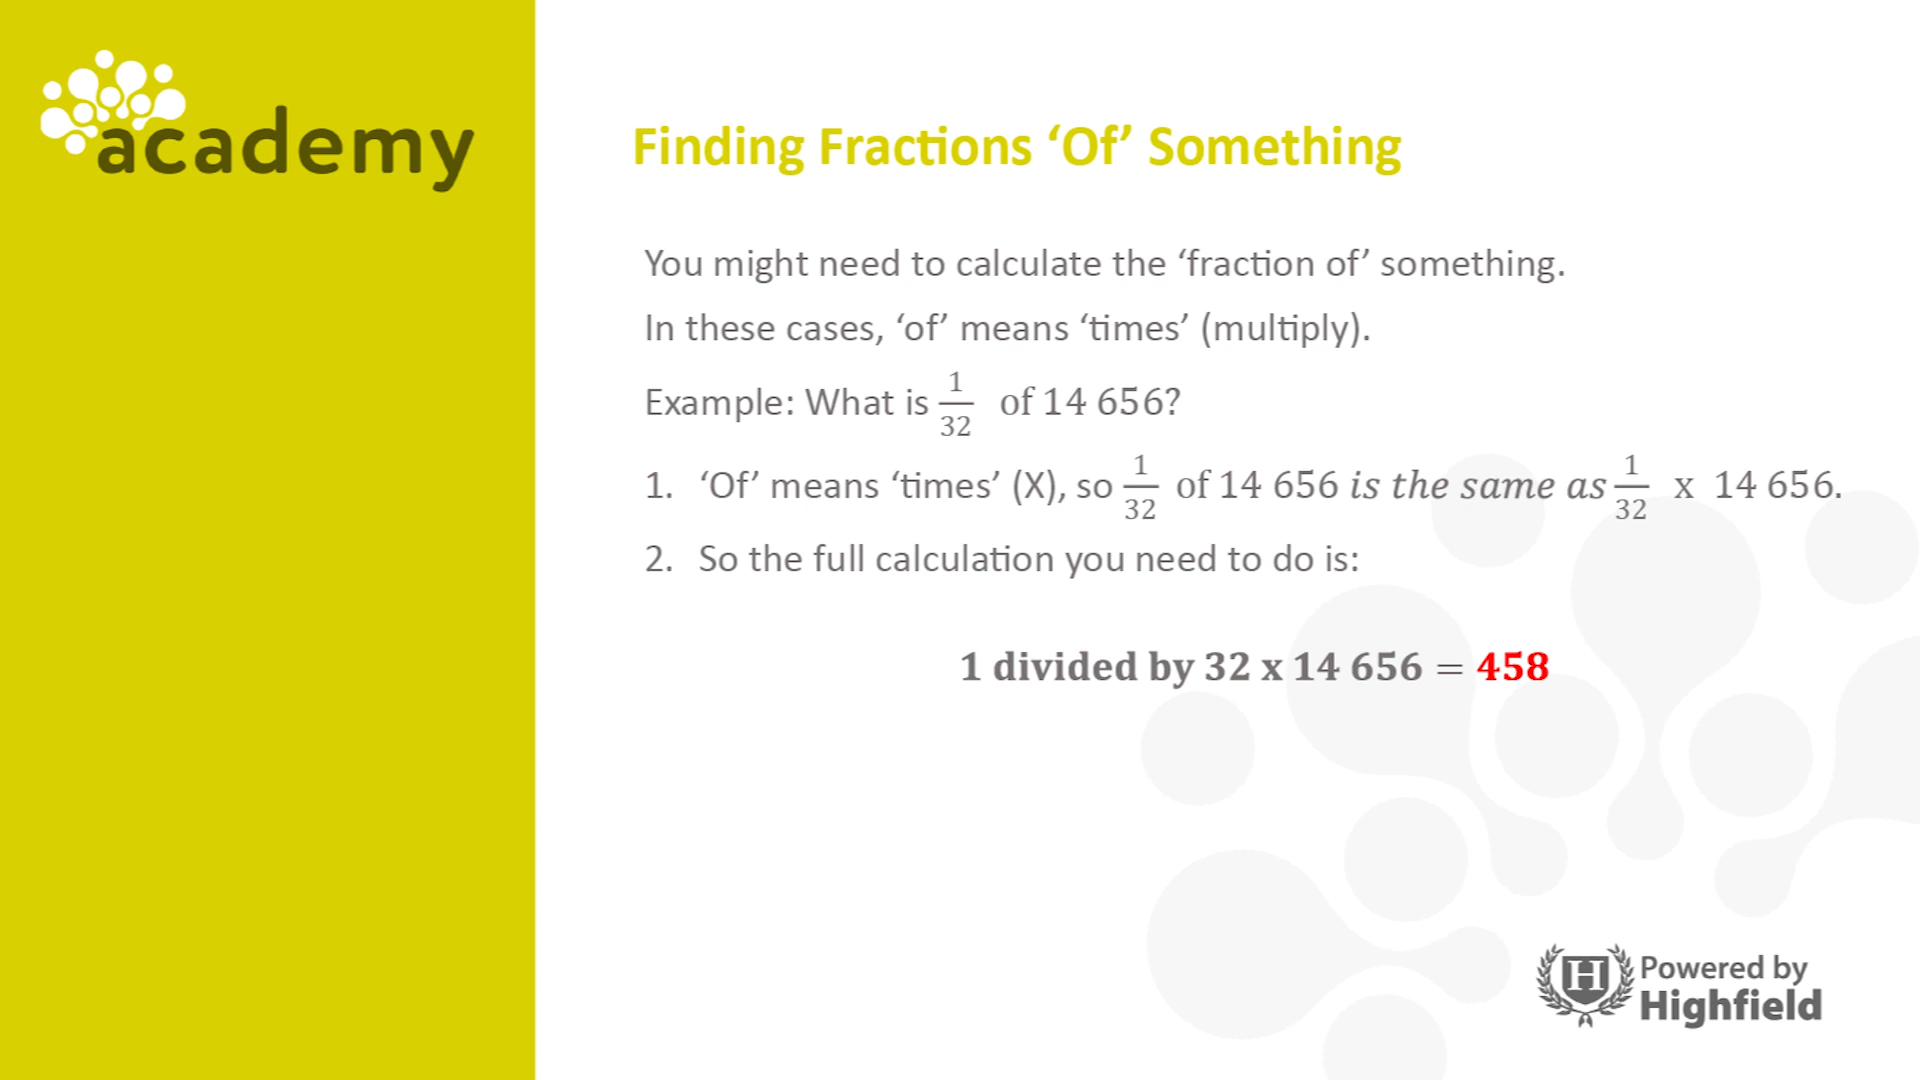 academy
Finding Fractions ‘Of’ Something
You might need to calculate the ‘fraction of’ something.
In these cases, ‘of’ means ‘times’ (multiply).
Example: What is 1/32 of 14 656?
1. ‘Of’ means ‘times’ (X), so 1/32 of 14 656 is the same as 1/32 x 14 656.
2. So the full calculation you need to do is:
1 divided by 32 x 14 656 = 458
H
Powered by
Highfield